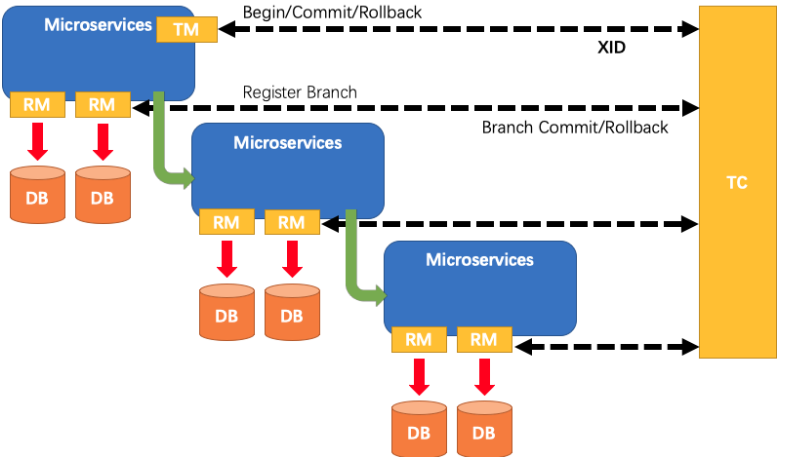 Begin/Commit/Rollback
Microservices
TM
XID
RM
RM
Register Branch
Branch Commit/Rollback
Microservices
DB
DB
TC
RM
RM
Microservices
DB
DB
RM
RM
DB
DB